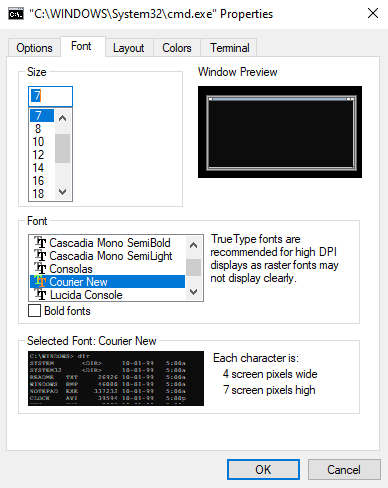 "C:\WINDOWS\System32\cmd.exe" Properties
Options Font Layout Colors Terminal
Size
7
7
8
10
12
14
16
18
Window Preview
Font
Cascadia Mono SemiBold
Cascadia Mono SemiLight
Consolas
Courier New
Lucida Console
Bold fonts
TrueType fonts are
recommended for high DPI
displays as raster fonts may
not display clearly.
Selected Font: Courier New
C:\WINDOWS> dir
SYSTEM <DIR> 10-01-99 5:00a
SYSTEM32 <DIR> 10-01-99 5:00a
README TXT 26926 10-01-99 5:00a
WINDOWS BMP 46080 10-01-99 5:00a
NOTEPAD EXE 337232 10-01-99 5:00a
CLOCK AVI 39594 10-01-99 5:00p
Each character is:
4 screen pixels wide
7 screen pixels high
OK Cancel